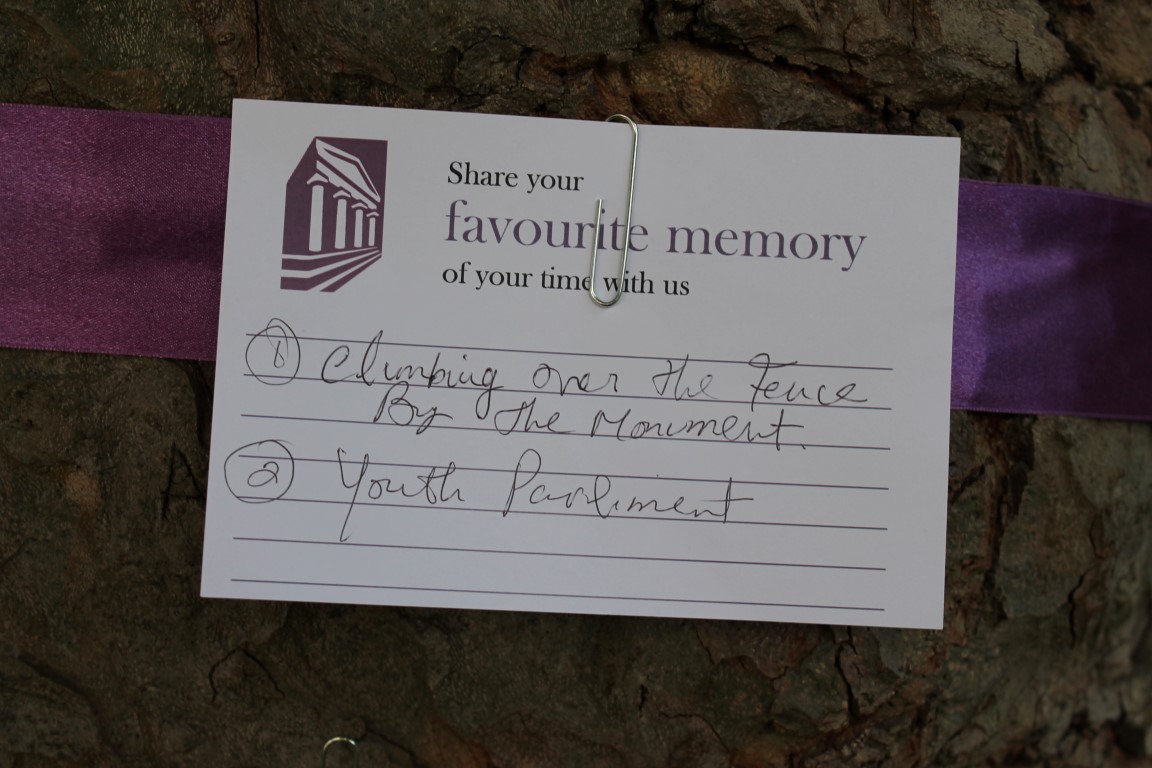 Share your
favourite memory
of your time with us
① Climbing over the Fence
By the Monument.
② Youth Parliment